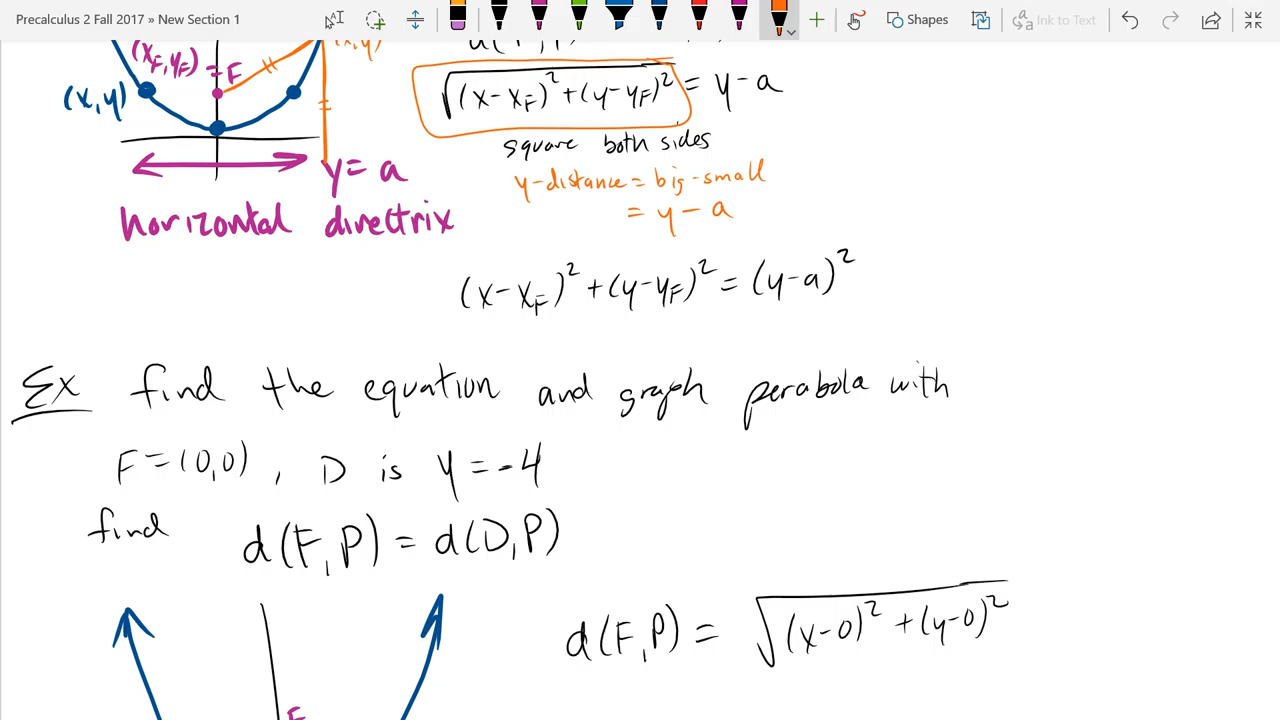 Precalculus 2 Fall 2017 » New Section 1
Shapes
Ink to Text
(x_F, y_F) = F
(x,y)
(x,y)
√((x-x_F)² + (y-y_F)²) = y-a
square both sides
y = a
y-distance = big-small
= y - a
horizontal directrix
(x-x_F)² + (y-y_F)² = (y-a)²
Ex find the equation and graph perabola with
F = (0,0), D is y = -4
find d(F,P) = d(D,P)
d(F,P) = √((x-0)² + (y-0)²)
F